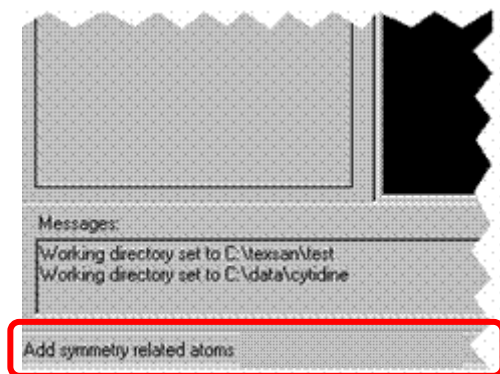 Messages:
Working directory set to C:\texsan\test
Working directory set to C:\data\cytidine
Add symmetry related atoms